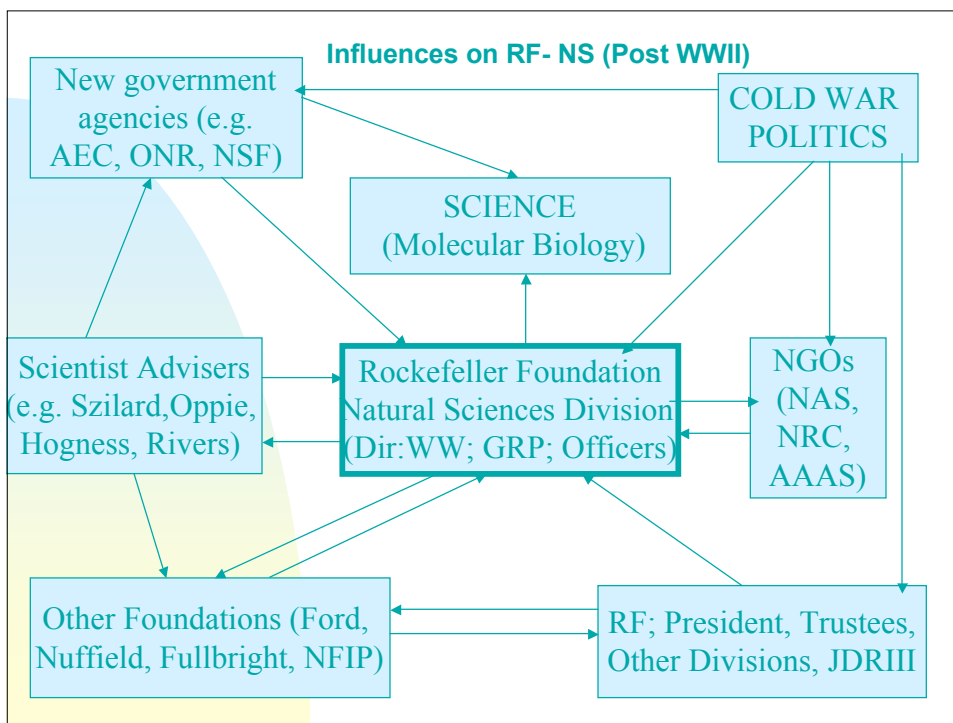 Influences on RF- NS (Post WWII)
New government
agencies (e.g.
AEC, ONR, NSF)
COLD WAR
POLITICS
SCIENCE
(Molecular Biology)
Scientist Advisers
(e.g. Szilard,Oppie,
Hogness, Rivers)
Rockefeller Foundation
Natural Sciences Division
(Dir:WW; GRP; Officers)
NGOs
(NAS,
NRC,
AAAS)
Other Foundations (Ford,
Nuffield, Fullbright, NFIP)
RF; President, Trustees,
Other Divisions, JDRIII